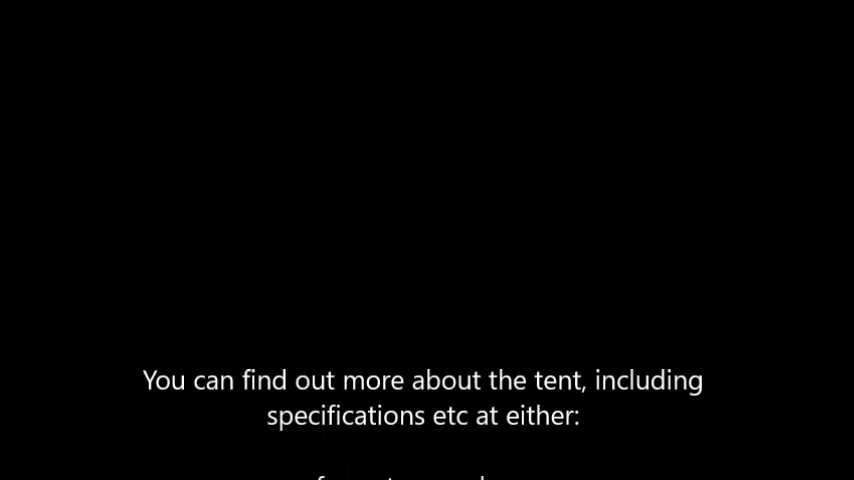 You can find out more about the tent, including
specifications etc at either: